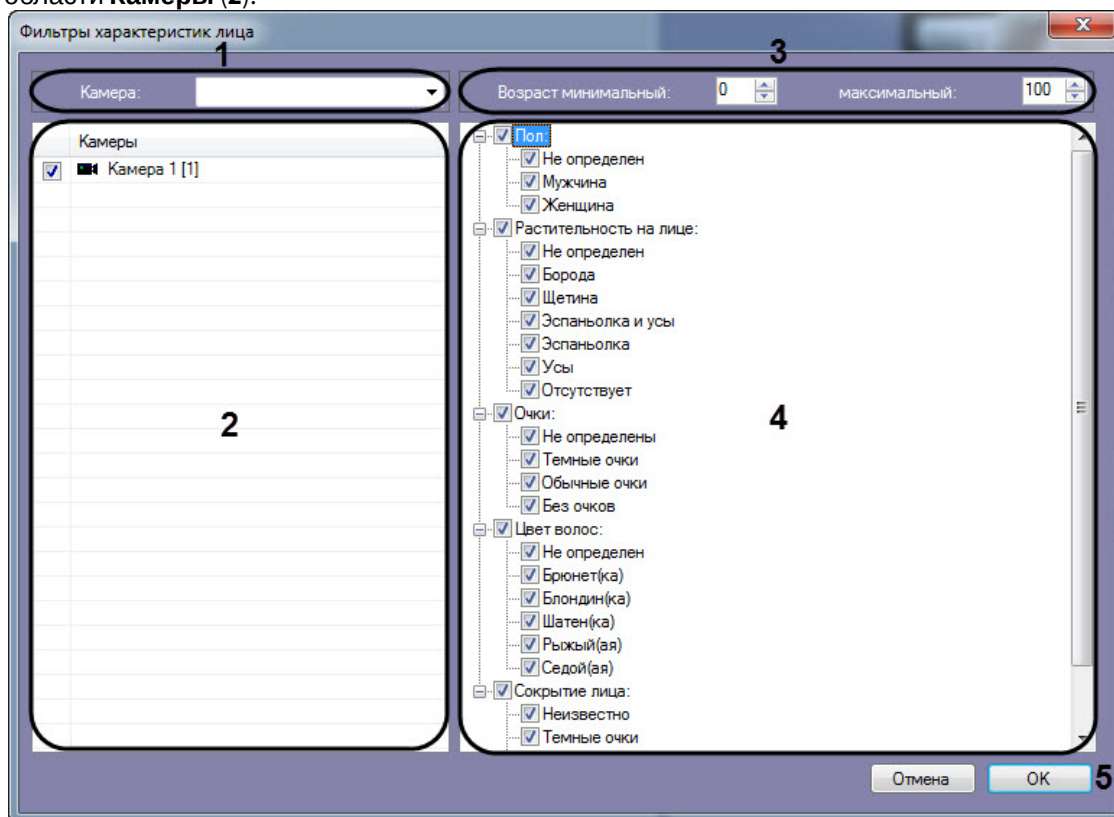 области Камеры (2).
Фильтры характеристик лица
1
3
Камера:
Возраст минимальный: 0 максимальный: 100
Камеры
Камера 1 [1]
2
Пол:
Не определен
Мужчина
Женщина
Растительность на лице:
Не определен
Борода
Щетина
Эспаньолка и усы
Эспаньолка
Усы
Отсутствует
Очки:
Не определены
Темные очки
Обычные очки
Без очков
Цвет волос:
Не определен
Брюнет(ка)
Блондин(ка)
Шатен(ка)
Рыжый(ая)
Седой(ая)
Сокрытие лица:
Неизвестно
Темные очки
4
Отмена
OK
5